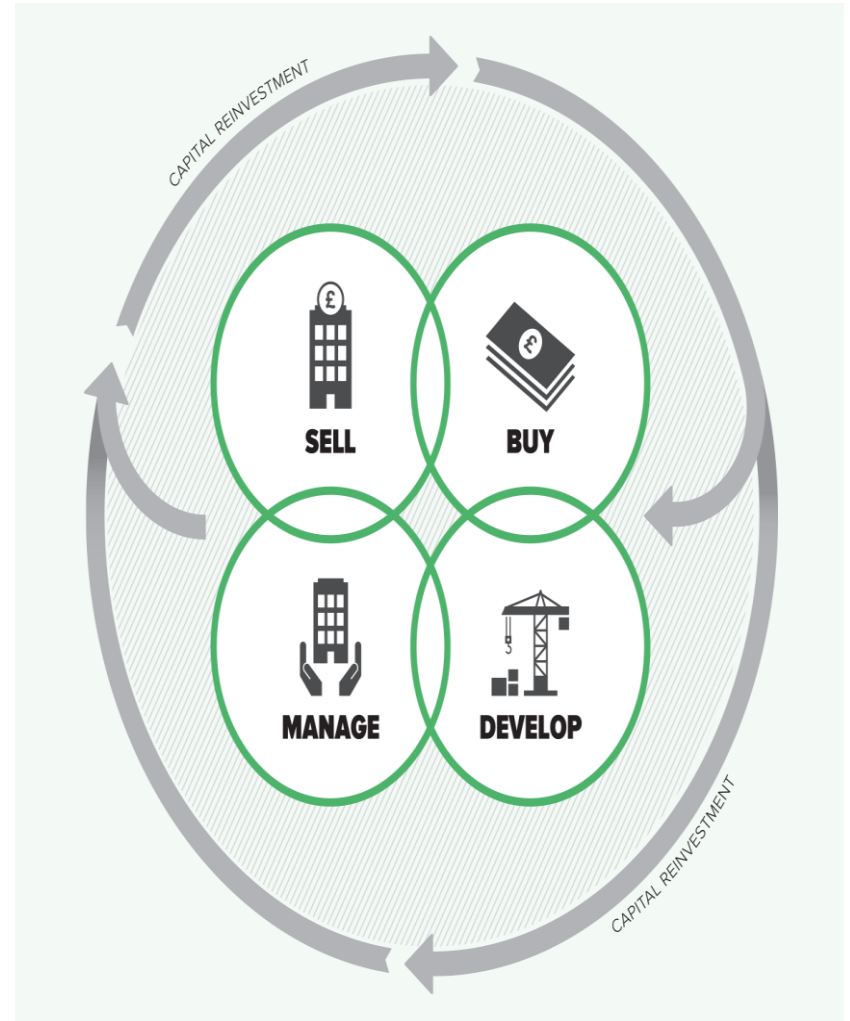 CAPITAL REINVESTMENT
£
£
SELL
BUY
MANAGE
DEVELOP
CAPITAL REINVESTMENT